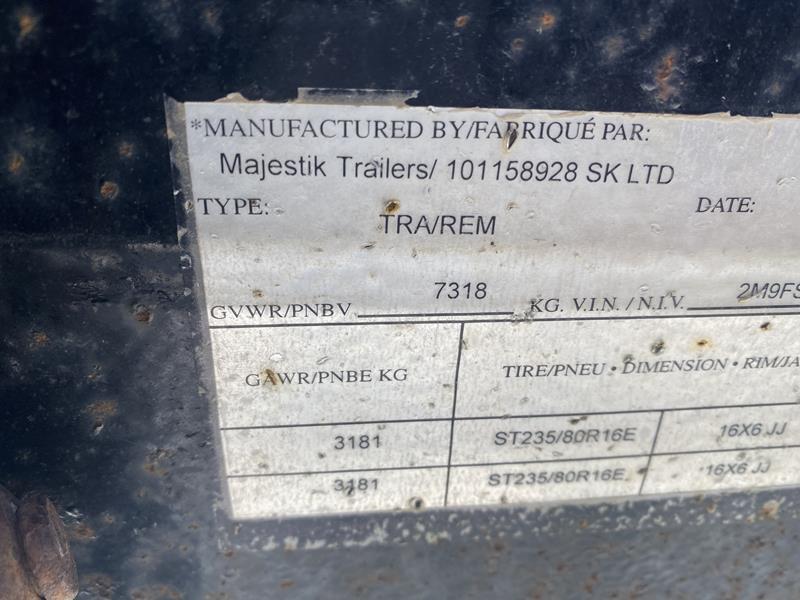 *MANUFACTURED BY/FABRIQUÉ PAR:
Majestik Trailers/ 101158928 SK LTD
TYPE: TRA/REM DATE:
GVWR/PNBV 7318 KG. V.I.N. / N.I.V. 2M9FS
GAWR/PNBE KG TIRE/PNEU • DIMENSION • RIM/JA
3181 ST235/80R16E 16X6 JJ
3181 ST235/80R16E 16X6 JJ